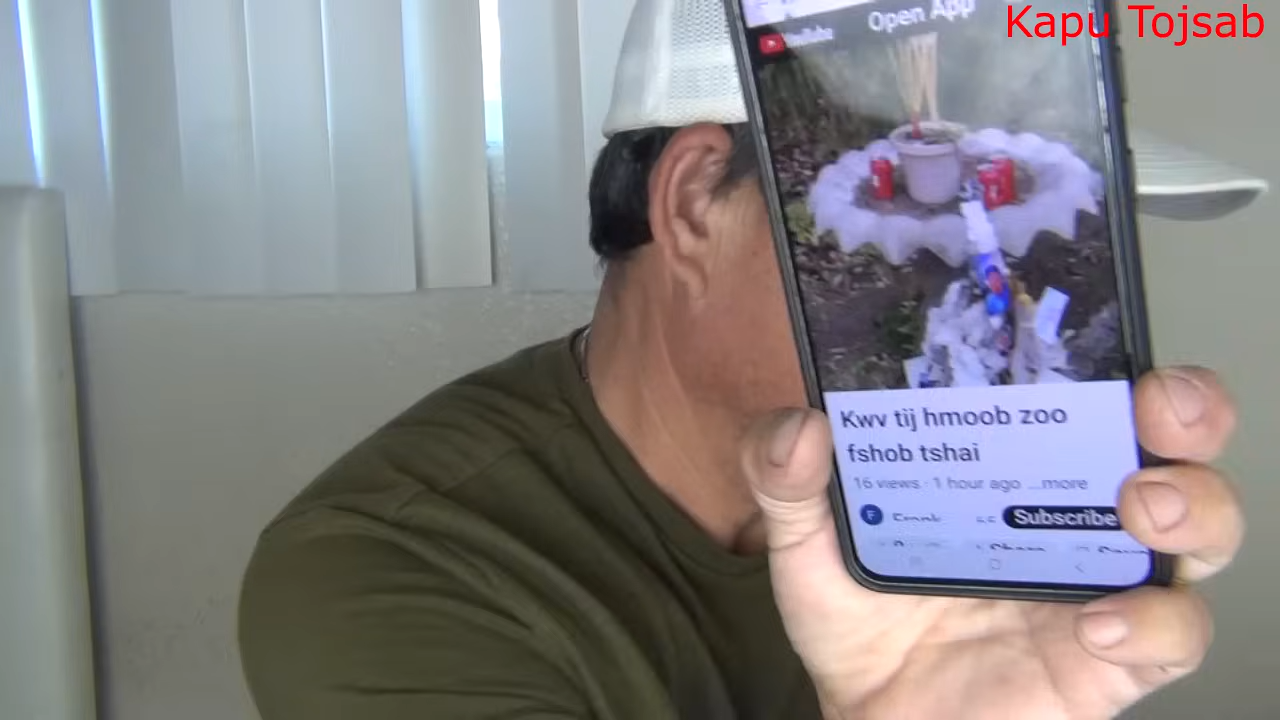 Kapu Tojsab
Open App
YouTube
Kwv tij hmoob zoo
fshob tshai
16 views · 1 hour ago ...more
F
Subscribe